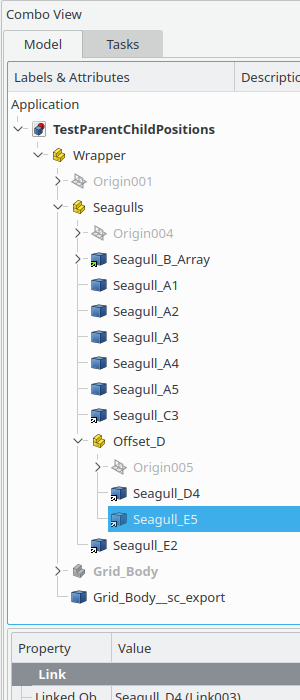 Combo View
Model Tasks
Labels & Attributes Descriptio
Application
TestParentChildPositions
Wrapper
Origin001
Seagulls
Origin004
Seagull_B_Array
Seagull_A1
Seagull_A2
Seagull_A3
Seagull_A4
Seagull_A5
Seagull_C3
Offset_D
Origin005
Seagull_D4
Seagull_E5
Seagull_E2
Grid_Body
Grid_Body__sc_export
Property Value
Link
Linked Ob Seagull_D4 (Link003)